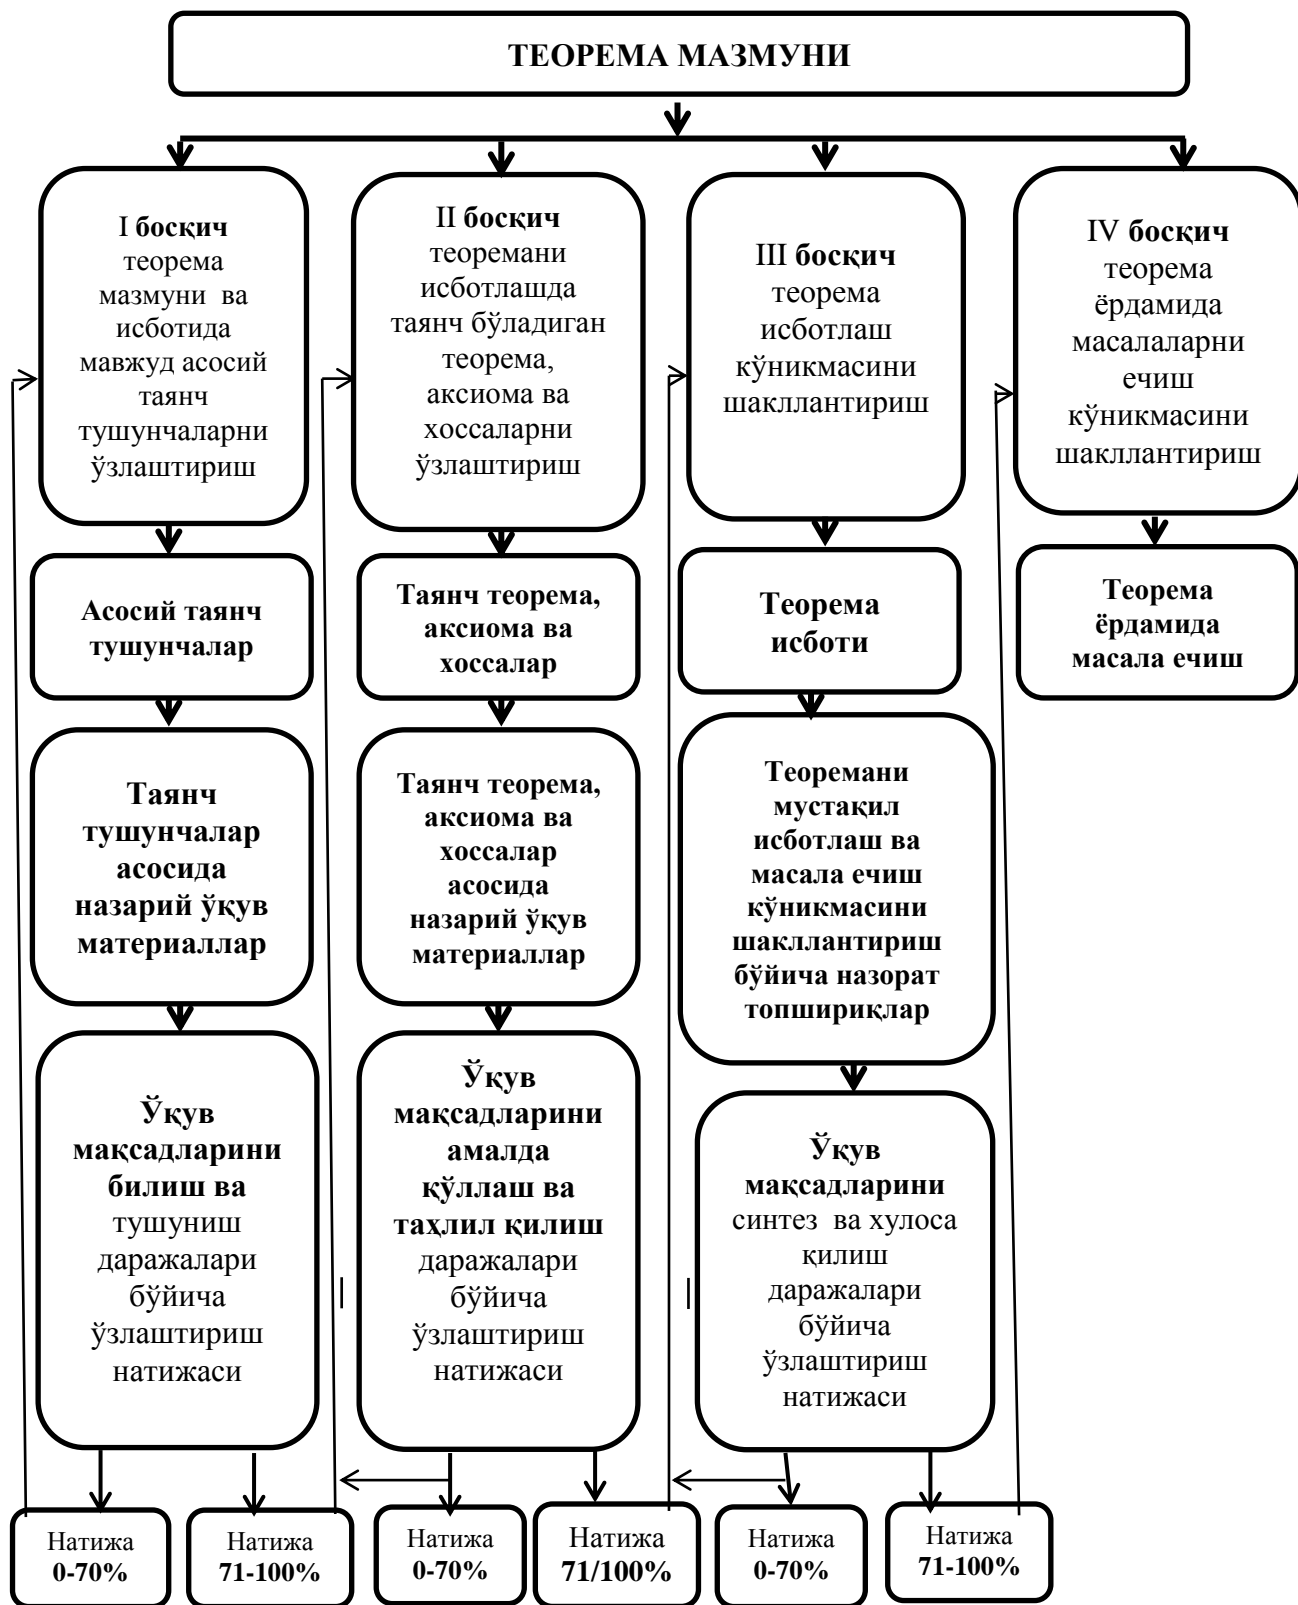 ТЕОРЕМА МАЗМУНИ
I босқич
теорема
мазмуни ва
исботида
мавжуд асосий
таянч
тушунчаларни
ўзлаштириш
II босқич
теоремани
исботлашда
таянч бўладиган
теорема,
аксиома ва
хоссаларни
ўзлаштириш
III босқич
теорема
исботлаш
кўникмасини
шакллантириш
IV босқич
теорема
ёрдамида
масалаларни
ечиш
кўникмасини
шакллантириш
Асосий таянч
тушунчалар
Таянч теорема,
аксиома ва
хоссалар
Теорема
исботи
Теорема
ёрдамида
масала ечиш
Таянч
тушунчалар
асосида
назарий ўқув
материаллар
Таянч теорема,
аксиома ва
хоссалар
асосида
назарий ўқув
материаллар
Теоремани
мустақил
исботлаш ва
масала ечиш
кўникмасини
шакллантириш
бўйича назорат
топшириқлар
Ўқув
мақсадларини
билиш ва
тушуниш
даражалари
бўйича
ўзлаштириш
натижаси
Ўқув
мақсадларини
амалда
қўллаш ва
таҳлил қилиш
даражалари
бўйича
ўзлаштириш
натижаси
Ўқув
мақсадларини
синтез ва хулоса
қилиш
даражалари
бўйича
ўзлаштириш
натижаси
Натижа
0-70%
Натижа
71-100%
Натижа
0-70%
Натижа
71/100%
Натижа
0-70%
Натижа
71-100%